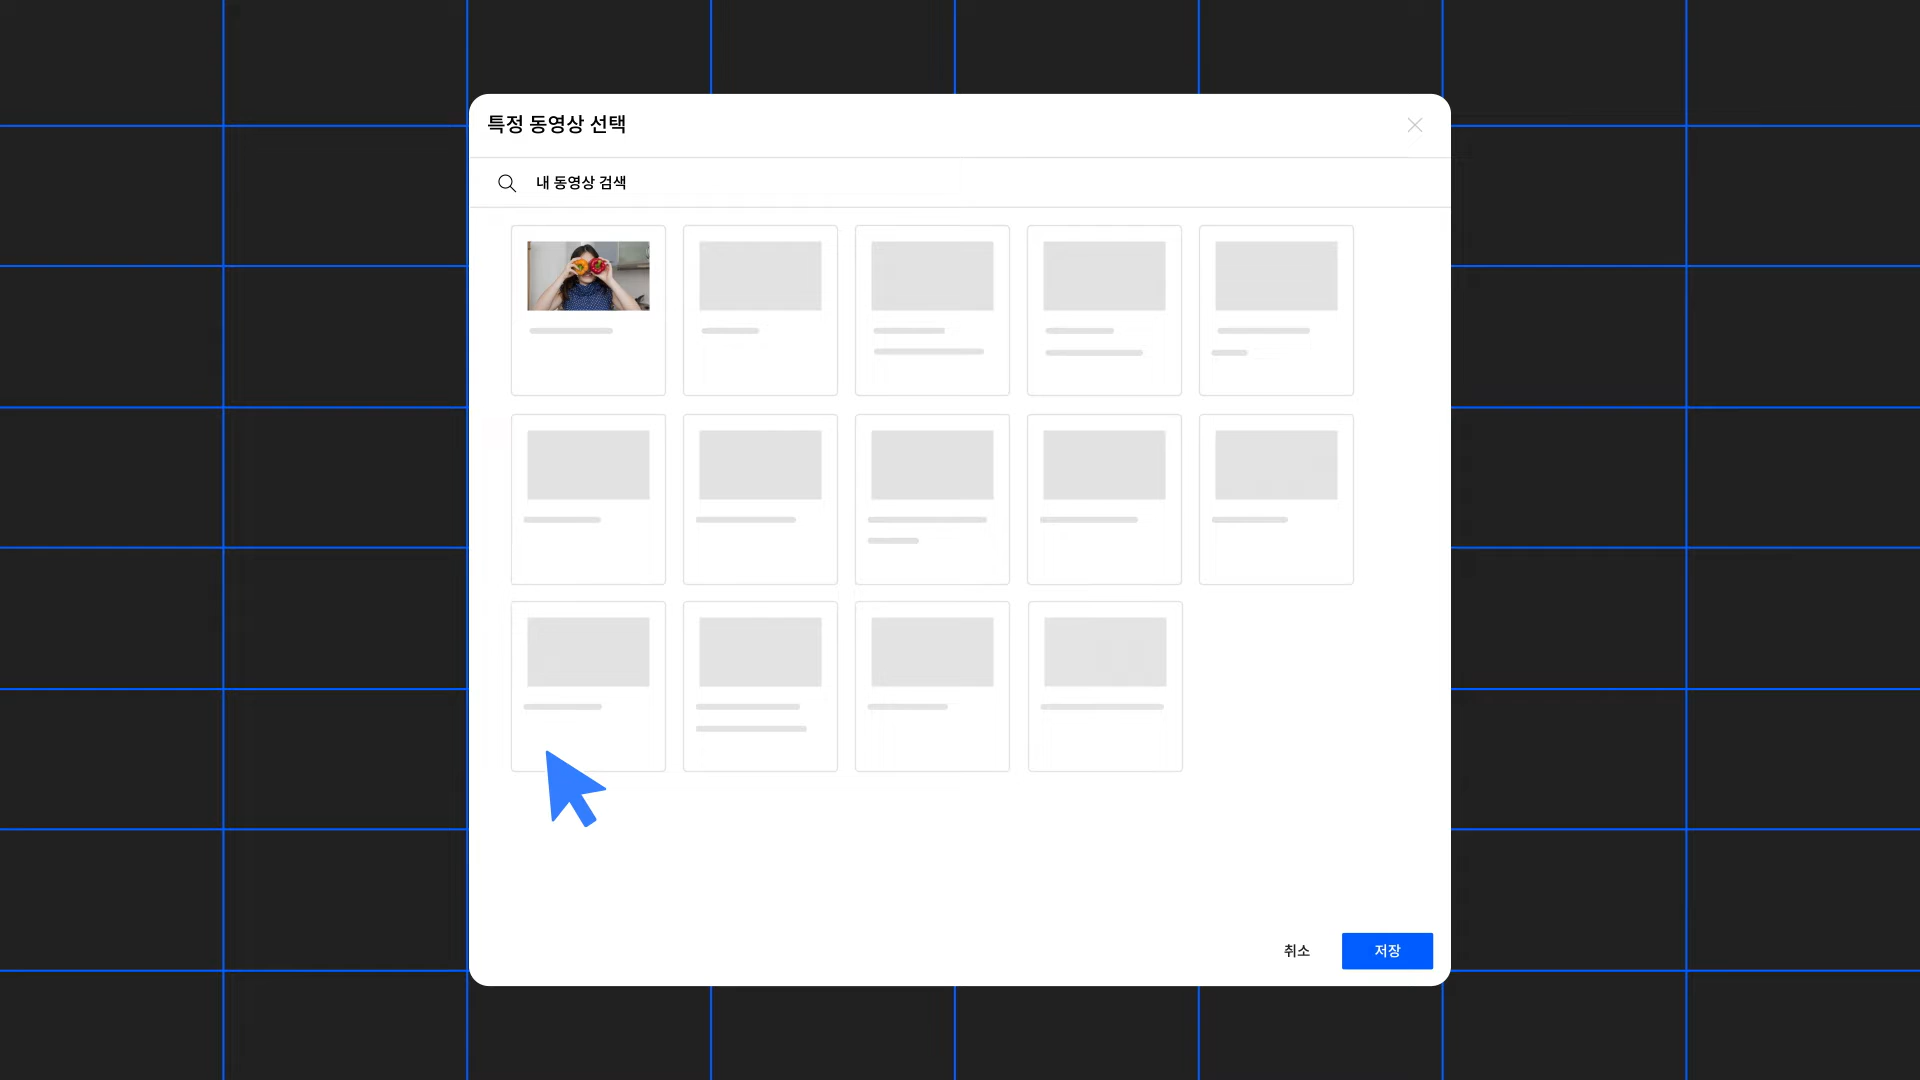 특정 동영상 선택
내 동영상 검색
취소
저장